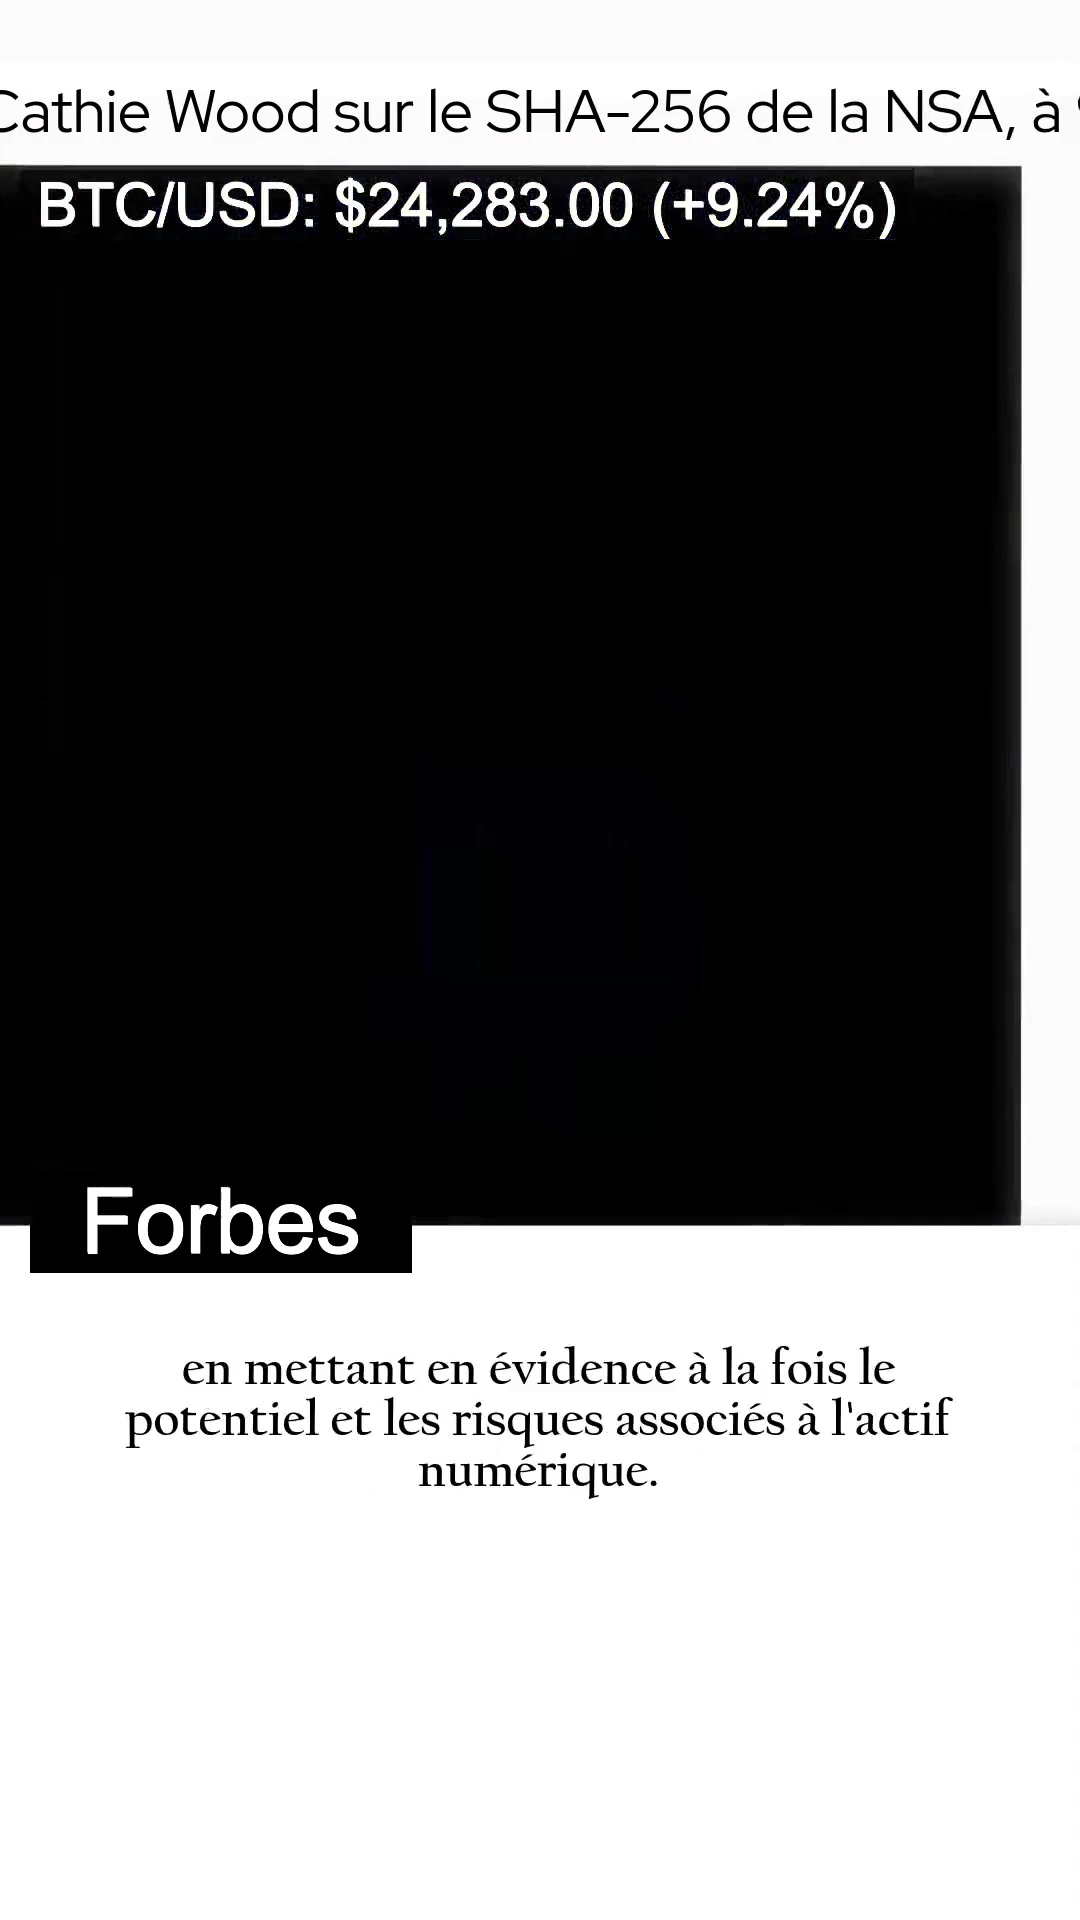 Cathie Wood sur le SHA-256 de la NSA, à
BTC/USD: $24,283.00 (+9.24%)
Forbes
en mettant en évidence à la fois le
potentiel et les risques associés à l'actif
numérique.